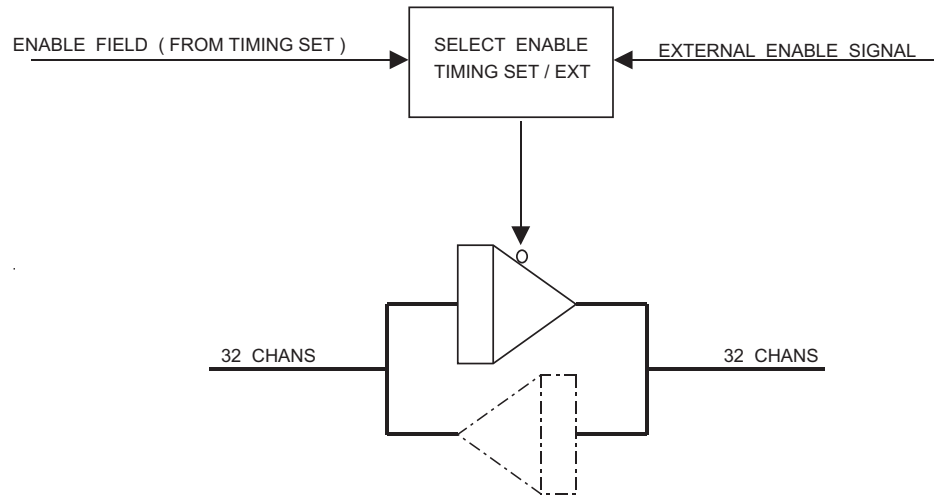 ENABLE FIELD ( FROM TIMING SET )
SELECT ENABLE
TIMING SET / EXT
EXTERNAL ENABLE SIGNAL
32 CHANS
32 CHANS